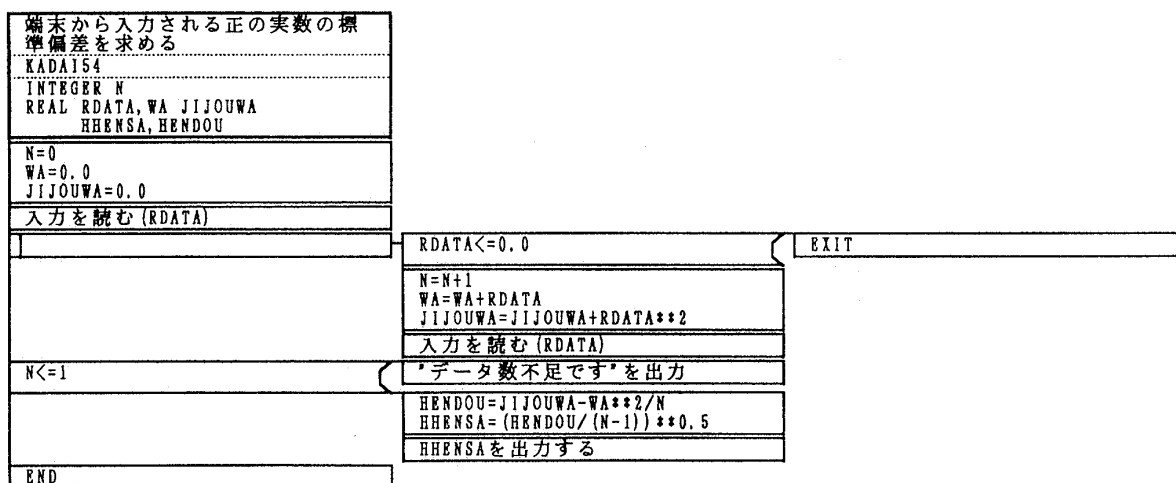 端末から入力される正の実数の標
準偏差を求める
KADAI54
INTEGER N
REAL RDATA,WA JIJOUWA
HHENSA,HENDOU
N=0
WA=0.0
JIJOUWA=0.0
入力を読む(RDATA)
RDATA<=0.0
EXIT
N=N+1
WA=WA+RDATA
JIJOUWA=JIJOUWA+RDATA**2
入力を読む(RDATA)
N<=1
"データ数不足です"を出力
HENDOU=JIJOUWA-WA**2/N
HHENSA=(HENDOU/(N-1))**0.5
HHENSAを出力する
END